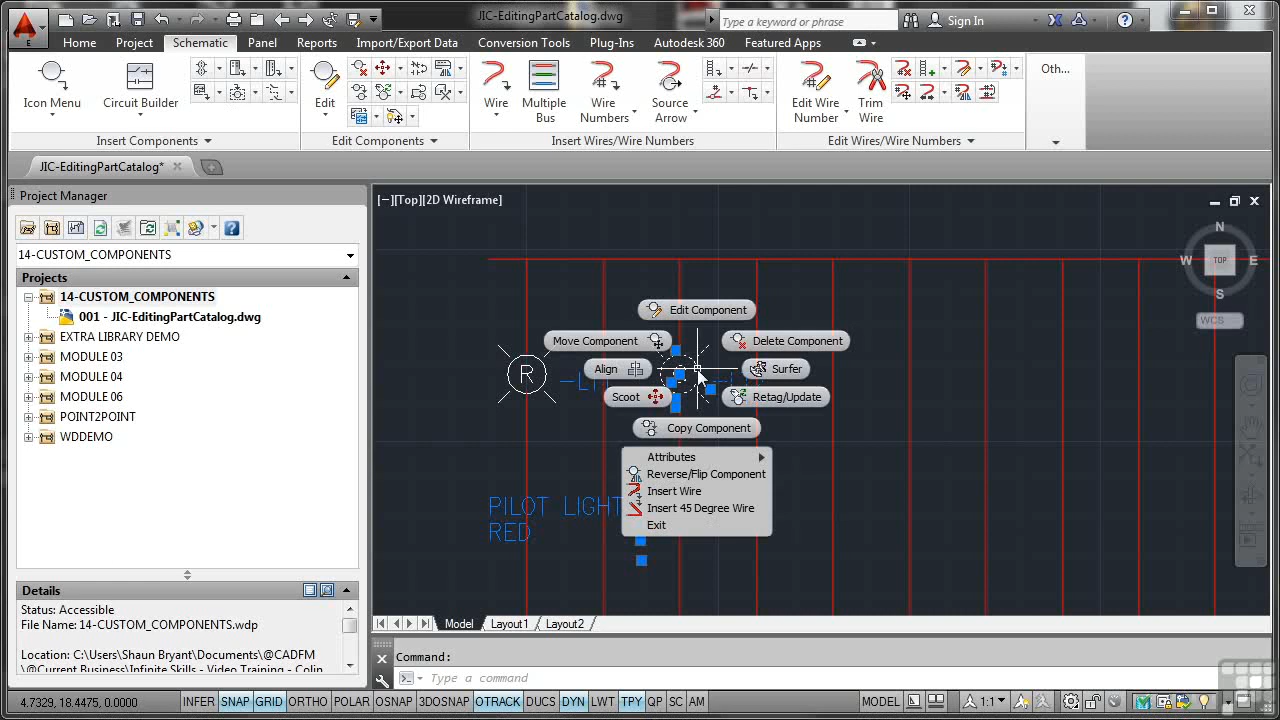 JIC-EditingPartCatalog.dwg
Type a keyword or phrase
Sign In
E
Home Project Schematic Panel Reports Import/Export Data Conversion Tools Plug-Ins Autodesk 360 Featured Apps
Icon Menu
Circuit Builder
Edit
Wire
Multiple Bus
Wire Numbers
Source Arrow
Edit Wire Number
Trim Wire
Oth...
Insert Components
Edit Components
Insert Wires/Wire Numbers
Edit Wires/Wire Numbers
JIC-EditingPartCatalog*
Project Manager
14-CUSTOM_COMPONENTS
Projects
14-CUSTOM_COMPONENTS
001 - JIC-EditingPartCatalog.dwg
EXTRA LIBRARY DEMO
MODULE 03
MODULE 04
MODULE 06
POINT2POINT
WDDEMO
Details
Status: Accessible
File Name: 14-CUSTOM_COMPONENTS.wdp
Location: C:\Users\Shaun Bryant\Documents\@CADFM
\@Current Business\Infinite Skills - Video Training - Colin
[−][Top][2D Wireframe]
N
W
TOP
E
S
WCS
Edit Component
Move Component
Delete Component
Align
Surfer
Scoot
Retag/Update
Copy Component
R
Attributes
Reverse/Flip Component
Insert Wire
Insert 45 Degree Wire
Exit
PILOT LIGHT
RED
Model Layout1 Layout2
Command:
Type a command
4.7329, 18.4475, 0.0000
INFER SNAP GRID ORTHO POLAR OSNAP 3DOSNAP OTRACK DUCS DYN LWT TPY QP SC AM
MODEL
1:1